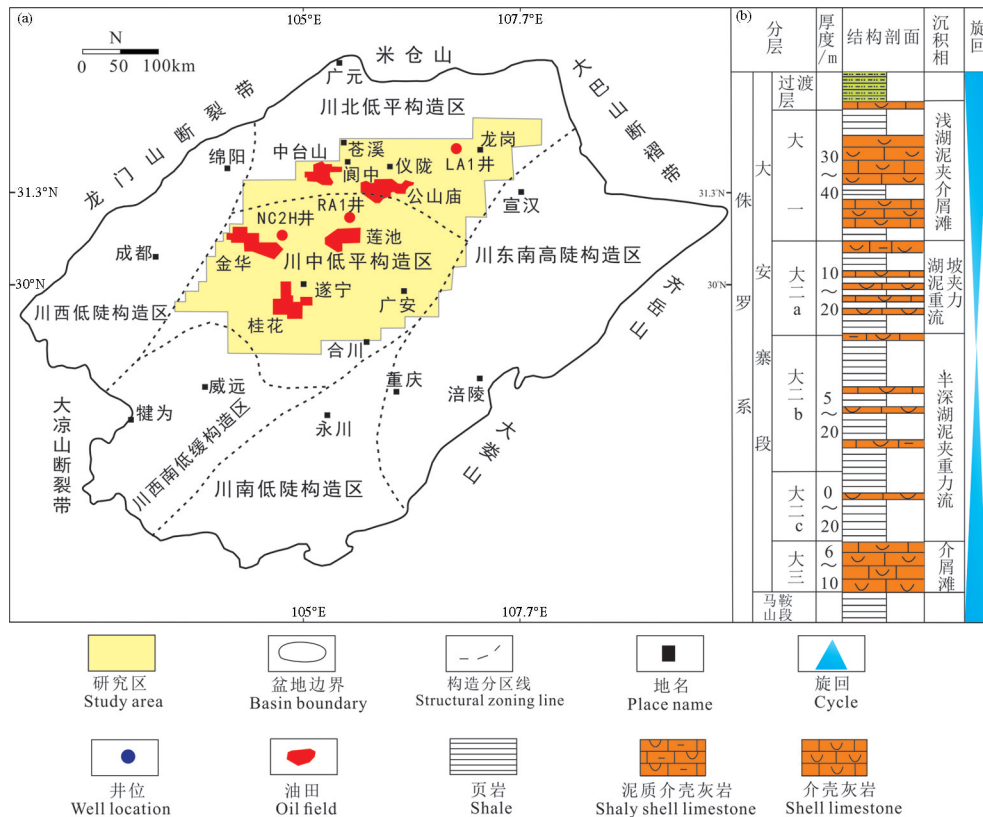 (a)
105°E
107.7°E
N
0 50 100km
米仓山
广元
大巴山断褶带
川北低平构造区
龙门山断裂带
绵阳
中台山
苍溪
龙岗
阆中
仪陇
LA1井
31.3°N
31.3°N
公山庙
宣汉
RA1井
NC2H井
莲池
成都
金华
川中低平构造区
川东南高陡构造区
30°N
30°N
遂宁
广安
川西低陡构造区
桂花
齐岳山
合川
威远
重庆
涪陵
犍为
永川
大娄山
大凉山断裂带
川西南低缓构造区
川南低陡构造区
105°E
107.7°E
(b)
分层
厚度/m
结构剖面
沉积相
旋回
侏罗系
大安寨段
过渡层
大一
30～40
浅湖泥夹介屑滩
大二a
10～20
湖坡泥夹重力流
大二b
5～20
半深湖泥夹重力流
大二c
0～20
大三
6～10
介屑滩
马鞍山段
研究区
Study area
盆地边界
Basin boundary
构造分区线
Structural zoning line
地名
Place name
旋回
Cycle
井位
Well location
油田
Oil field
页岩
Shale
泥质介壳灰岩
Shaly shell limestone
介壳灰岩
Shell limestone